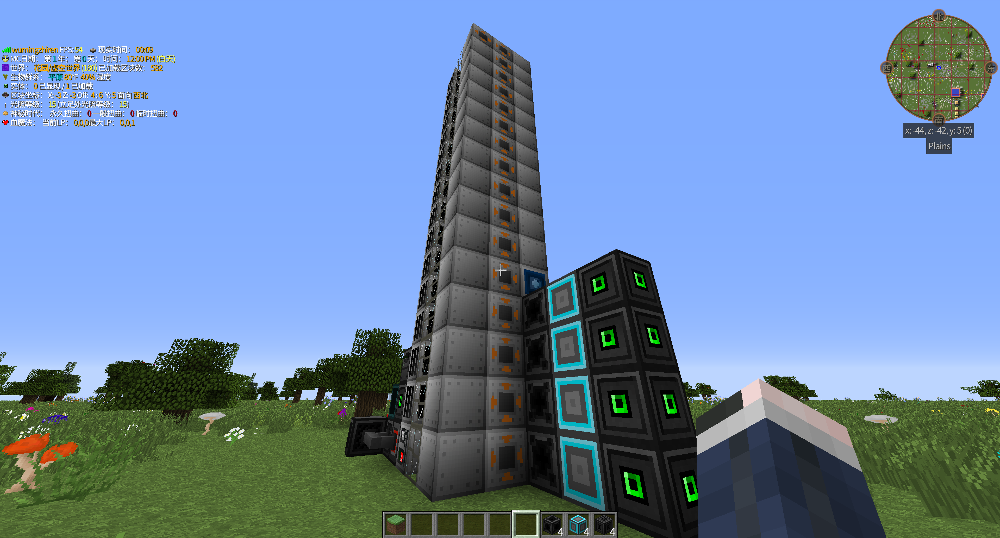 wumingzhiren FPS: 54 现实时间： 00:09
MC日期： 第 1 年； 第 0 天； 时间： 12:00 PM (白天)
世界： 花园/虚空世界 (180) 已加载区块数： 582
生物群系： 平原 80°F 40% 湿度
实体： 0 已显现 / 1 已加载
区块坐标： X: -3 Z: -3 Off: 4 : 6 Y: 5 面向 西北
光照等级： 15 (立足处光照等级： 15)
神秘时代： 永久扭曲： 0 一般扭曲： 0 临时扭曲： 0
血魔法： 当前LP： 0,0,0最大LP： 0,0,1
北
西
东
南
x: -44, z: -42, y: 5 (0)
Plains
4
4
4